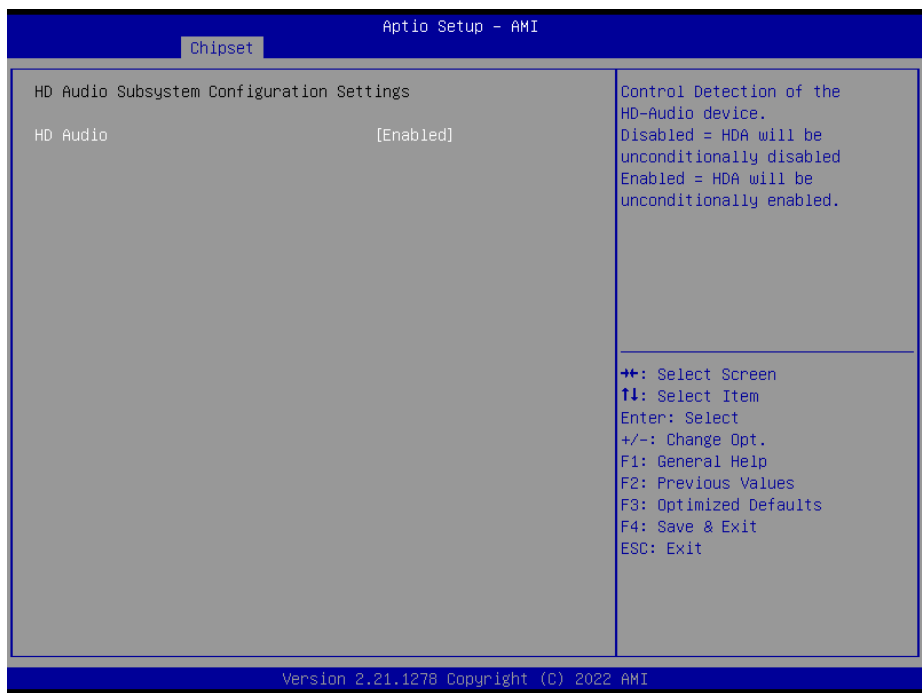 Aptio Setup – AMI
Chipset
HD Audio Subsystem Configuration Settings
HD Audio [Enabled]
Control Detection of the
HD-Audio device.
Disabled = HDA will be
unconditionally disabled
Enabled = HDA will be
unconditionally enabled.
→←: Select Screen
↑↓: Select Item
Enter: Select
+/-: Change Opt.
F1: General Help
F2: Previous Values
F3: Optimized Defaults
F4: Save & Exit
ESC: Exit
Version 2.21.1278 Copyright (C) 2022 AMI